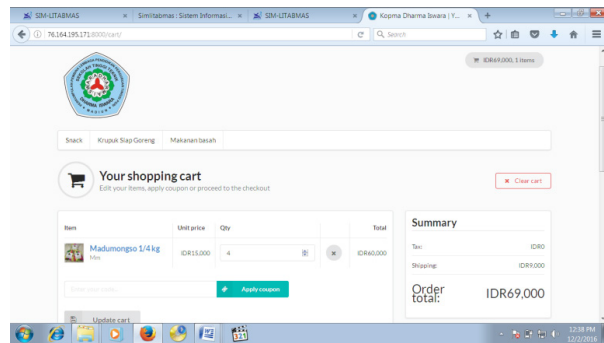 SIM-LITABMAS
Simlitabmas : Sistem Informasi...
SIM-LITABMAS
Kopma Dharma Iswara | Y...
76.164.195.171:8000/cart/
Search
IDR69,000, 1 items
Snack Krupuk Siap Goreng Makanan basah
Your shopping cart
Edit your items, apply coupon or proceed to the checkout
Clear cart
Item Unit price Qty Total
Madumongso 1/4 kg
IDR15,000 4 IDR60,000
Apply coupon
Update cart
Summary
Tax: IDR0
Shipping: IDR9,000
Order total: IDR69,000
12:38 PM
12/2/2016